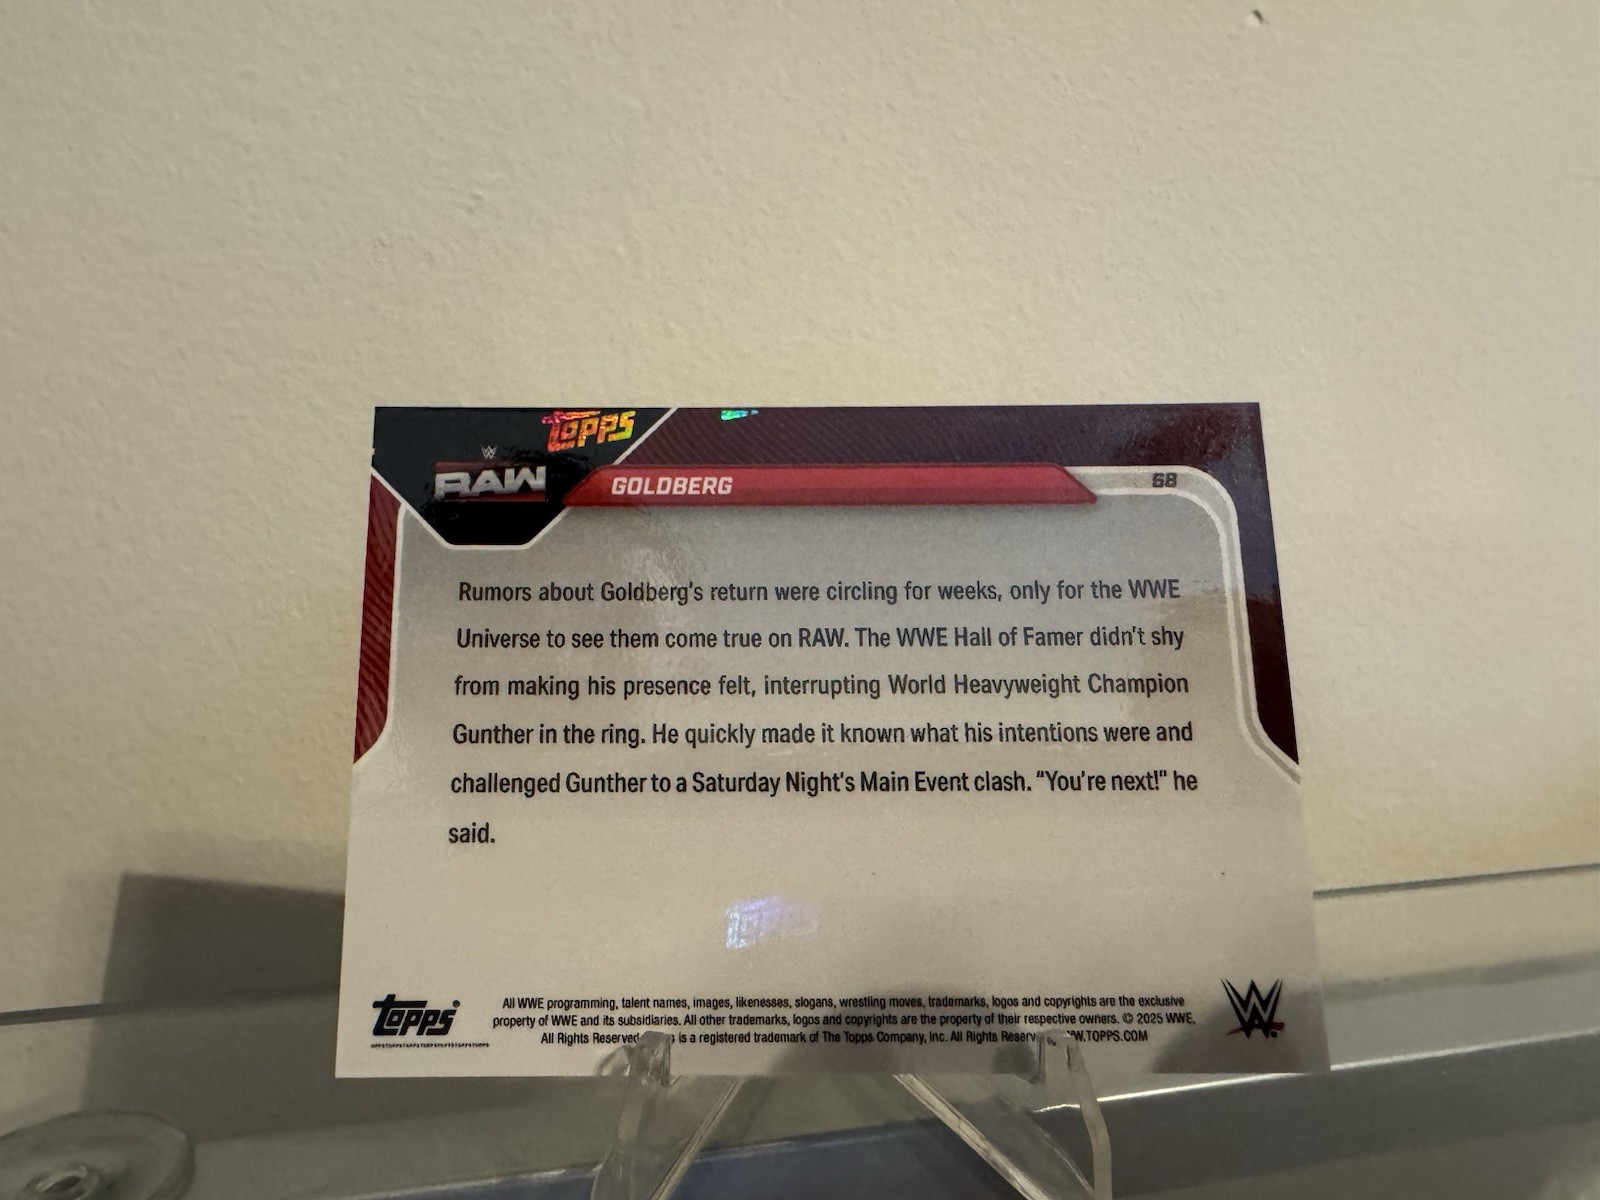 topps
W
RAW
GOLDBERG
68
Rumors about Goldberg's return were circling for weeks, only for the WWE
Universe to see them come true on RAW. The WWE Hall of Famer didn't shy
from making his presence felt, interrupting World Heavyweight Champion
Gunther in the ring. He quickly made it known what his intentions were and
challenged Gunther to a Saturday Night's Main Event clash. "You're next!" he
said.
topps
All WWE programming, talent names, images, likenesses, slogans, wrestling moves, trademarks, logos and copyrights are the exclusive
property of WWE and its subsidiaries. All other trademarks, logos and copyrights are the property of their respective owners. © 2025 WWE.
All Rights Reserved is a registered trademark of The Topps Company, Inc. All Rights W.TOPPS.COM
W